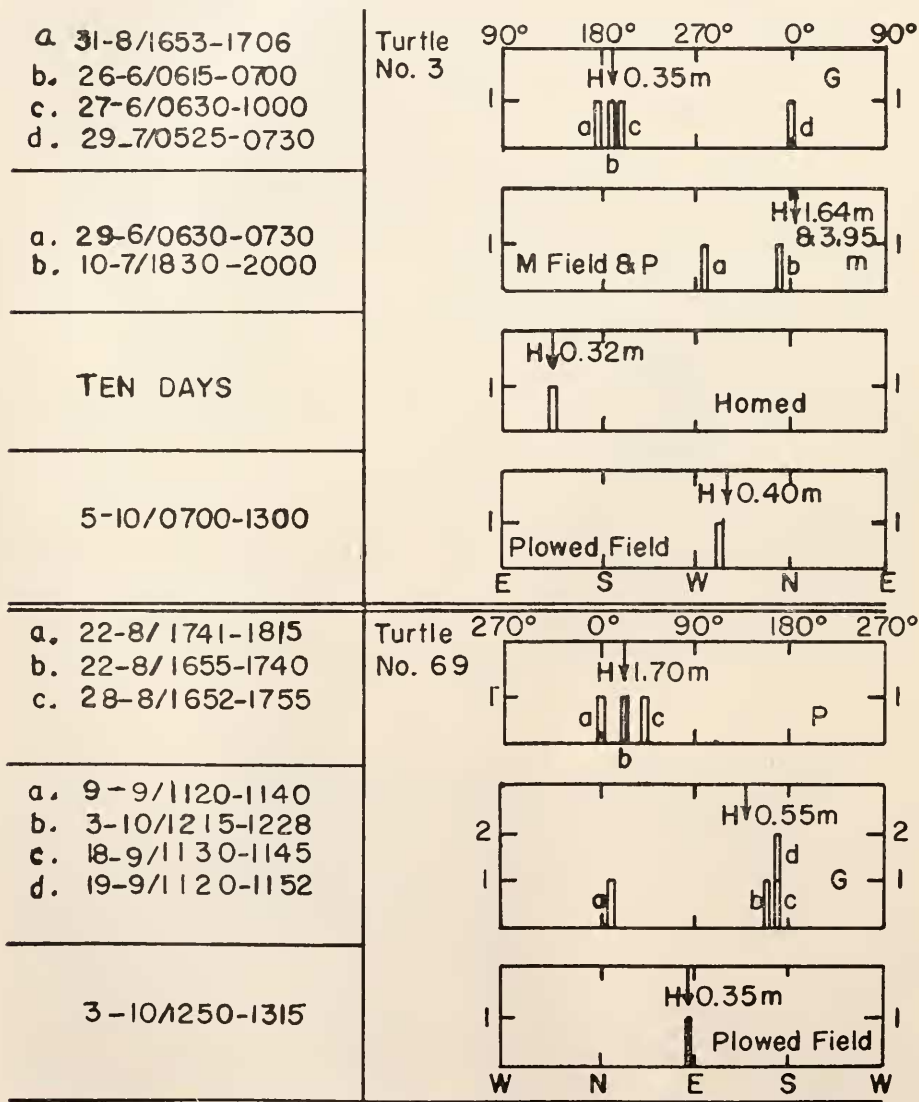 a 31-8/1653-1706
b. 26-6/0615-0700
c. 27-6/0630-1000
d. 29-7/0525-0730
Turtle No. 3
90° 180° 270° 0° 90°
H 0.35m G
1 a c d 1
b
a. 29-6/0630-0730
b. 10-7/1830-2000
H 1.64m
& 3.95
1 M Field & P a b m 1
TEN DAYS
H 0.32m
1 1
Homed
5-10/0700-1300
H 0.40m
1 1
Plowed Field
E S W N E
a. 22-8/1741-1815
b. 22-8/1655-1740
c. 28-8/1652-1755
Turtle No. 69
270° 0° 90° 180° 270°
H 1.70m
1 1
a c P
b
a. 9-9/1120-1140
b. 3-10/1215-1228
c. 18-9/1130-1145
d. 19-9/1120-1152
H 0.55m
2 2
d
1 a b c G 1
3-10/1250-1315
H 0.35m
1 1
Plowed Field
W N E S W